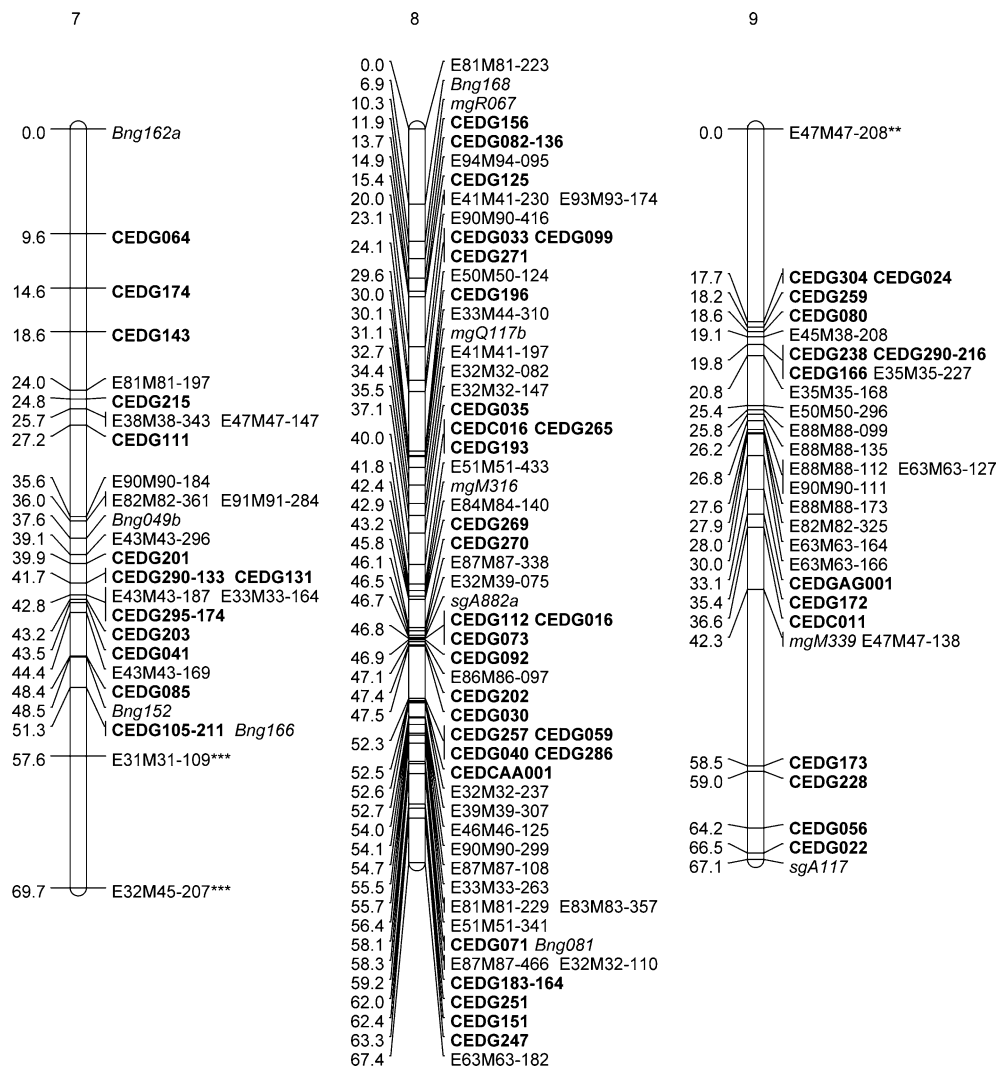 7
0.0 Bng162a
9.6 CEDG064
14.6 CEDG174
18.6 CEDG143
24.0 E81M81-197
24.8 CEDG215
25.7 E38M38-343 E47M47-147
27.2 CEDG111
35.6 E90M90-184
36.0 E82M82-361 E91M91-284
37.6 Bng049b
39.1 E43M43-296
39.9 CEDG201
41.7 CEDG290-133 CEDG131
42.8 E43M43-187 E33M33-164
CEDG295-174
43.2 CEDG203
43.5 CEDG041
44.4 E43M43-169
48.4 CEDG085
48.5 Bng152
51.3 CEDG105-211 Bng166
57.6 E31M31-109***
69.7 E32M45-207***
8
0.0 E81M81-223
6.9 Bng168
10.3 mgR067
11.9 CEDG156
13.7 CEDG082-136
14.9 E94M94-095
15.4 CEDG125
20.0 E41M41-230 E93M93-174
23.1 E90M90-416
24.1 CEDG033 CEDG099
CEDG271
29.6 E50M50-124
30.0 CEDG196
30.1 E33M44-310
31.1 mgQ117b
32.7 E41M41-197
34.4 E32M32-082
35.5 E32M32-147
37.1 CEDG035
40.0 CEDC016 CEDG265
CEDG193
41.8 E51M51-433
42.4 mgM316
42.9 E84M84-140
43.2 CEDG269
45.8 CEDG270
46.1 E87M87-338
46.5 E32M39-075
46.7 sgA882a
46.8 CEDG112 CEDG016
CEDG073
46.9 CEDG092
47.1 E86M86-097
47.4 CEDG202
47.5 CEDG030
52.3 CEDG257 CEDG059
CEDG040 CEDG286
52.5 CEDCAA001
52.6 E32M32-237
52.7 E39M39-307
54.0 E46M46-125
54.1 E90M90-299
54.7 E87M87-108
55.5 E33M33-263
55.7 E81M81-229 E83M83-357
56.4 E51M51-341
58.1 CEDG071 Bng081
58.3 E87M87-466 E32M32-110
59.2 CEDG183-164
62.0 CEDG251
62.4 CEDG151
63.3 CEDG247
67.4 E63M63-182
9
0.0 E47M47-208**
17.7 CEDG304 CEDG024
18.2 CEDG259
18.6 CEDG080
19.1 E45M38-208
19.8 CEDG238 CEDG290-216
CEDG166 E35M35-227
20.8 E35M35-168
25.4 E50M50-296
25.8 E88M88-099
26.2 E88M88-135
26.8 E88M88-112 E63M63-127
E90M90-111
27.6 E88M88-173
27.9 E82M82-325
28.0 E63M63-164
30.0 E63M63-166
33.1 CEDGAG001
35.4 CEDG172
36.6 CEDC011
42.3 mgM339 E47M47-138
58.5 CEDG173
59.0 CEDG228
64.2 CEDG056
66.5 CEDG022
67.1 sgA117